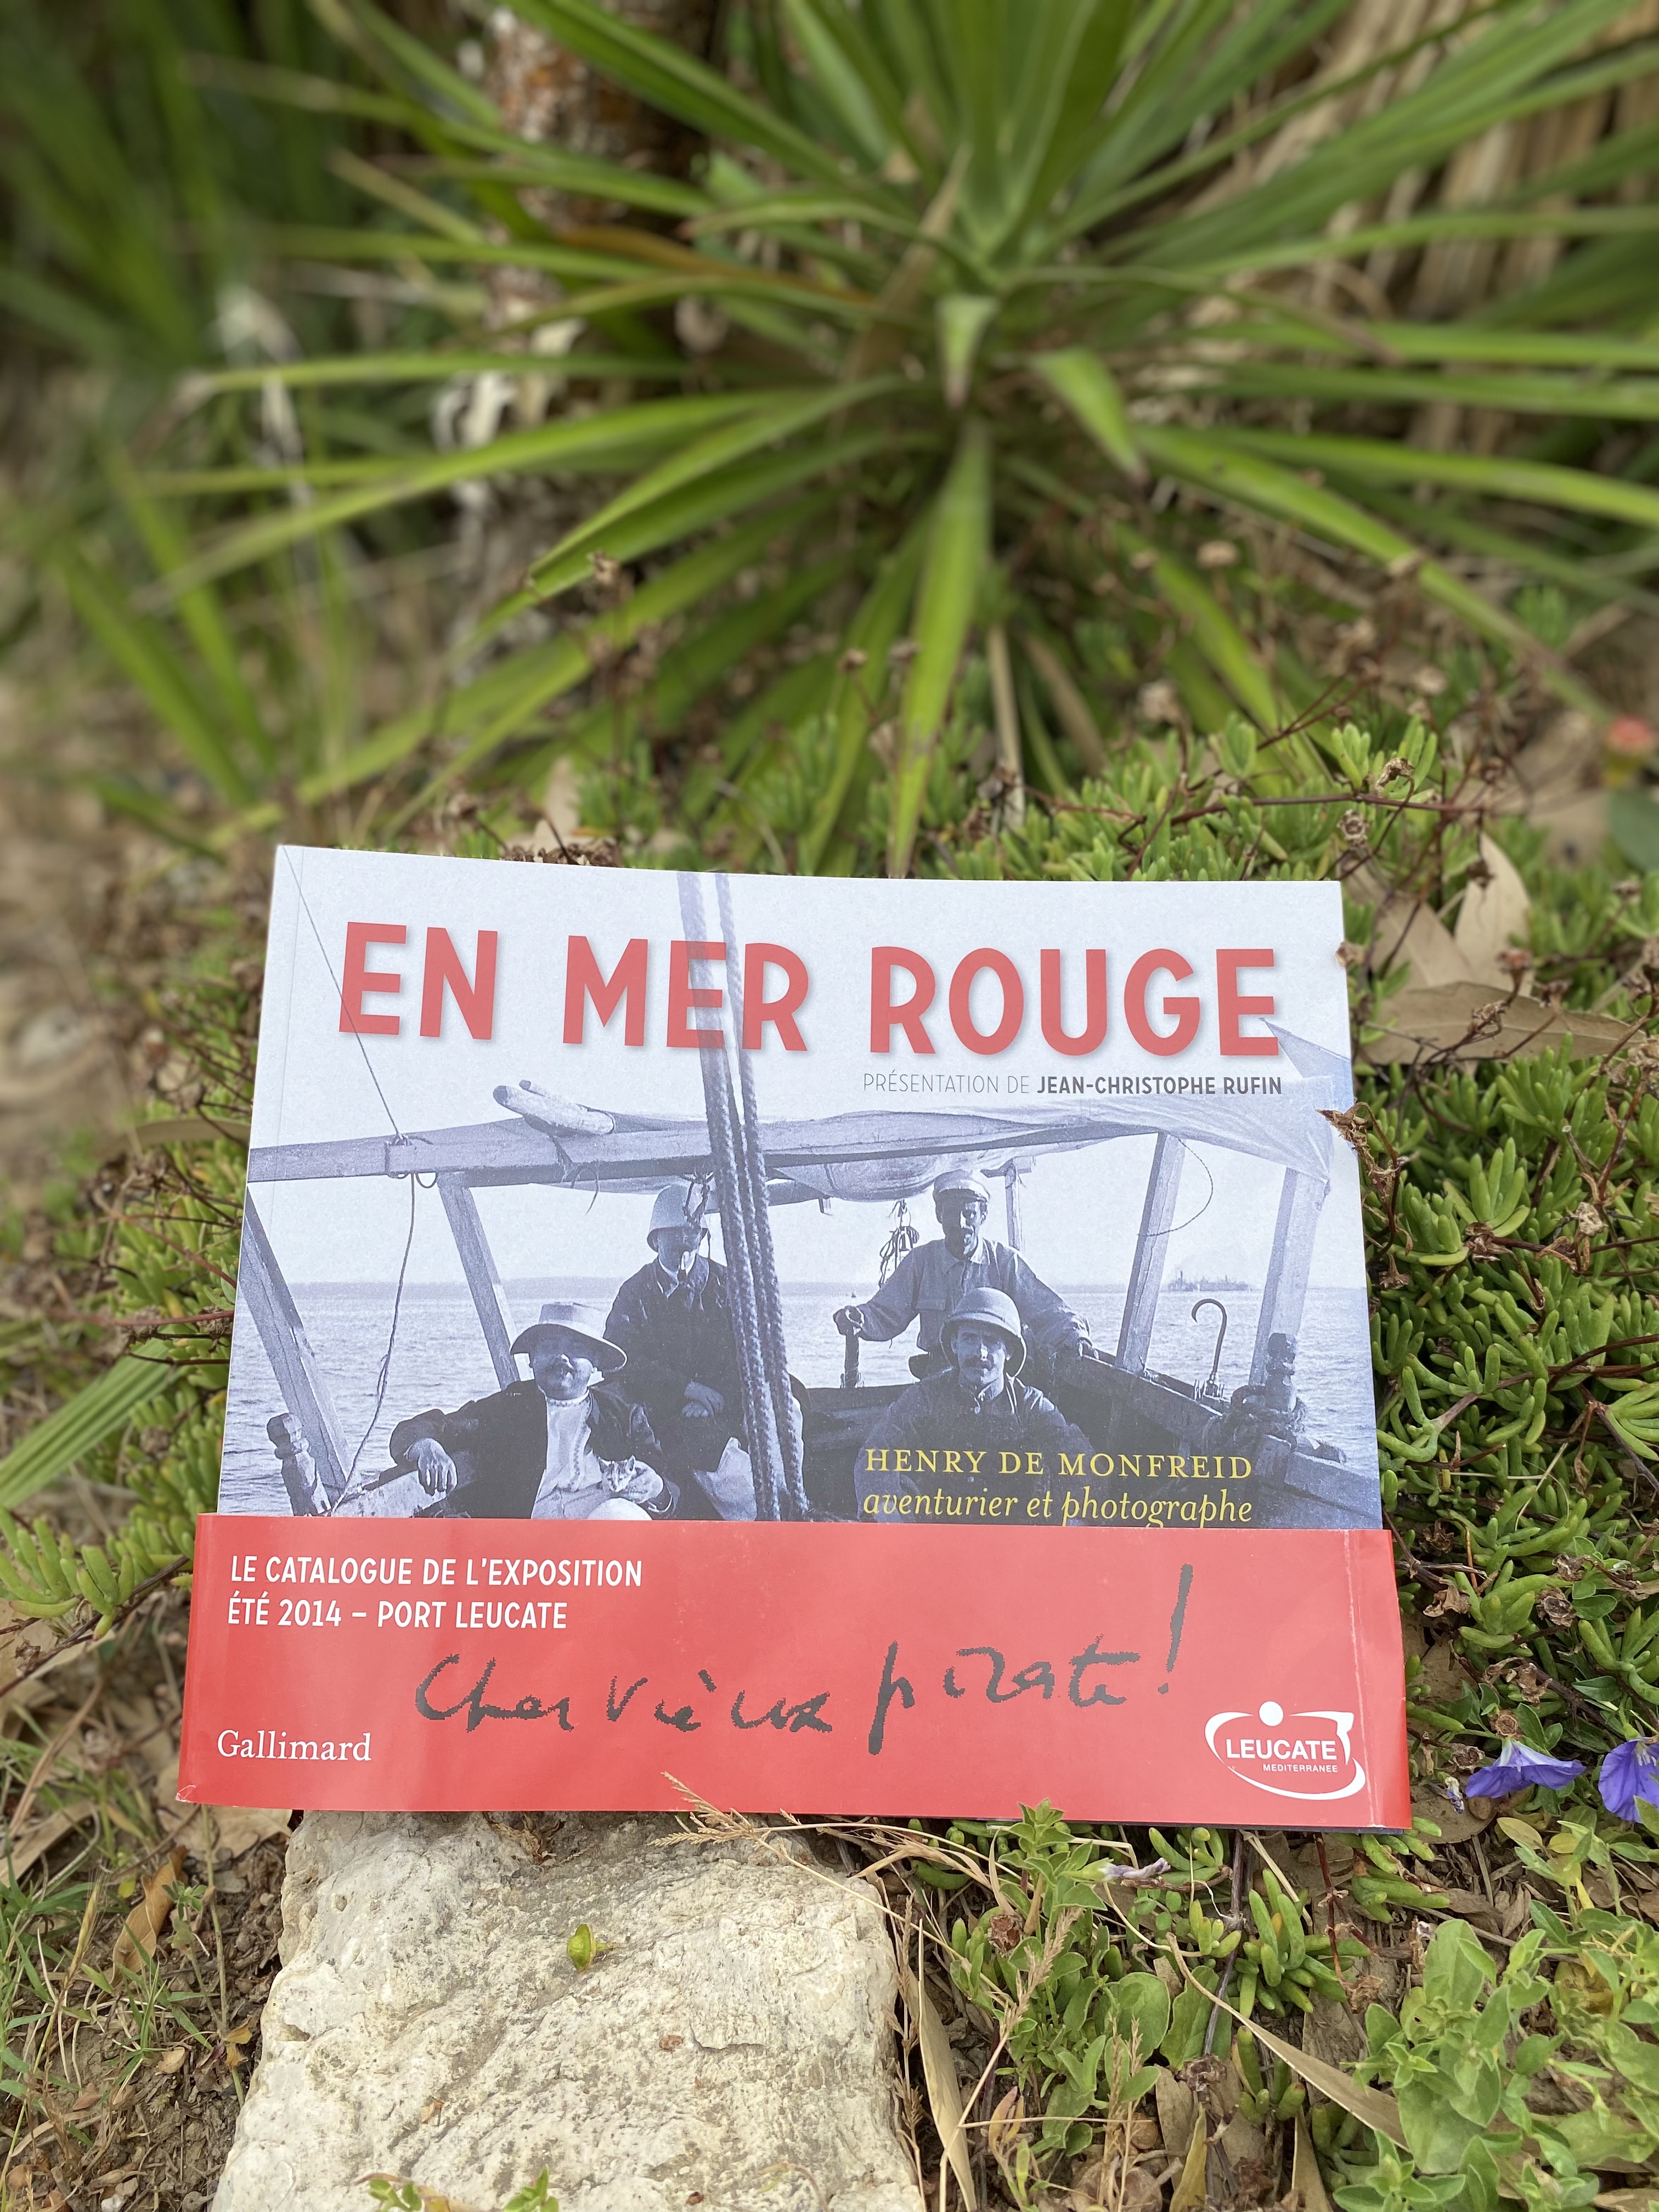 EN MER ROUGE
PRÉSENTATION DE JEAN-CHRISTOPHE RUFIN
HENRY DE MONFREID
aventurier et photographe
LE CATALOGUE DE L'EXPOSITION
ÉTÉ 2014 – PORT LEUCATE
Cher vieux pirate!
Gallimard
LEUCATE
MEDITERRANEE